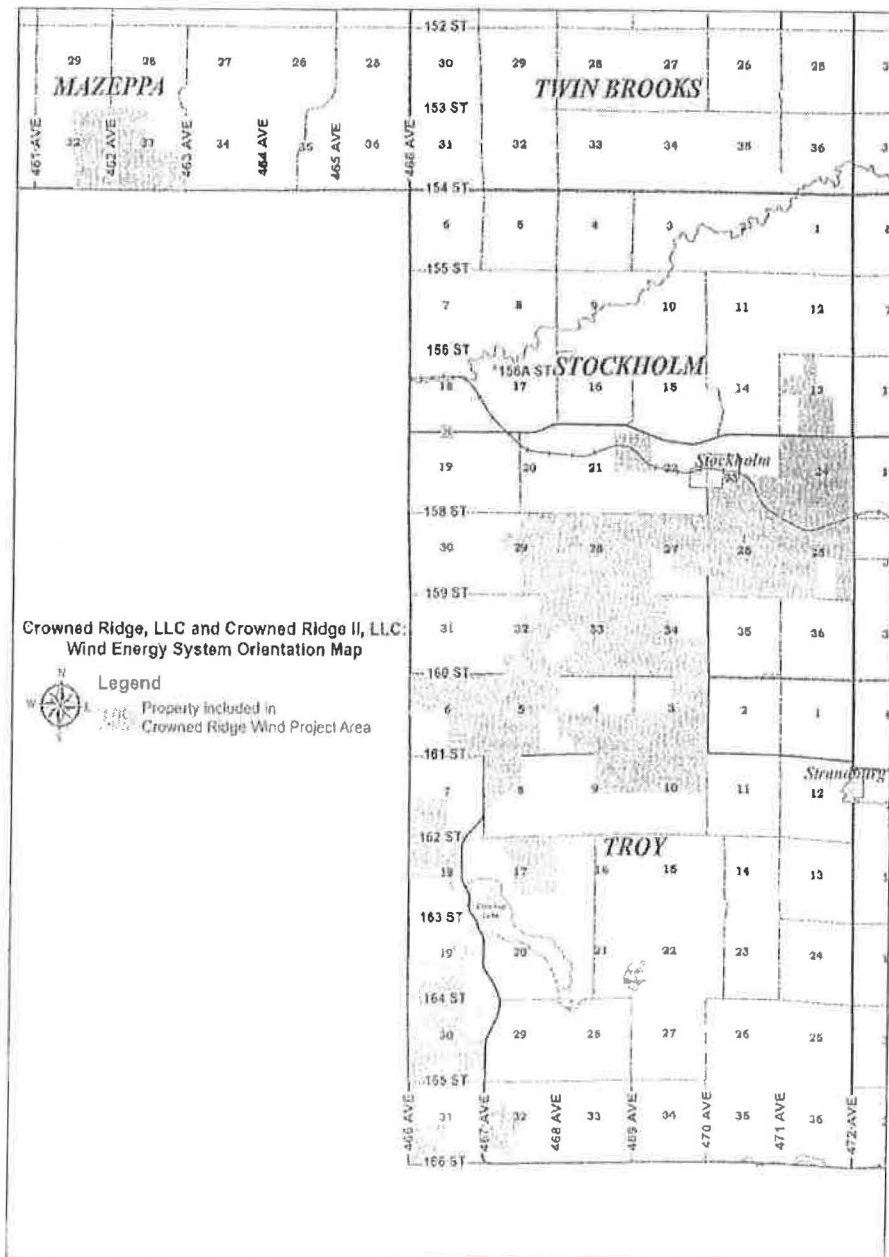 152 ST
29 28 27 26 25 30 29 28 27 26 25
MAZEPPA
TWIN BROOKS
153 ST
461 AVE
462 AVE
463 AVE
464 AVE
465 AVE
466 AVE
32 33 34 35 36 31 32 33 34 35 36
154 ST
6 5 4 3 1
155 ST
7 8 9 10 11 12
156 ST
156A ST
STOCKHOLM
18 17 16 15 14 13
19 20 21 22 Stockholm 23 24
158 ST
30 29 28 27 26 25
159 ST
Crowned Ridge, LLC and Crowned Ridge II, LLC:
Wind Energy System Orientation Map
31 32 33 34 35 36
160 ST
N
W E
S
Legend
Property included in
Crowned Ridge Wind Project Area
6 5 4 3 2 1
161 ST
Strandburg
7 8 9 10 11 12
162 ST
TROY
18 17 16 15 14 13
163 ST
19 20 21 22 23 24
164 ST
30 29 28 27 26 25
165 ST
31 32 33 34 35 36
466 AVE
467 AVE
468 AVE
469 AVE
470 AVE
471 AVE
472 AVE
166 ST